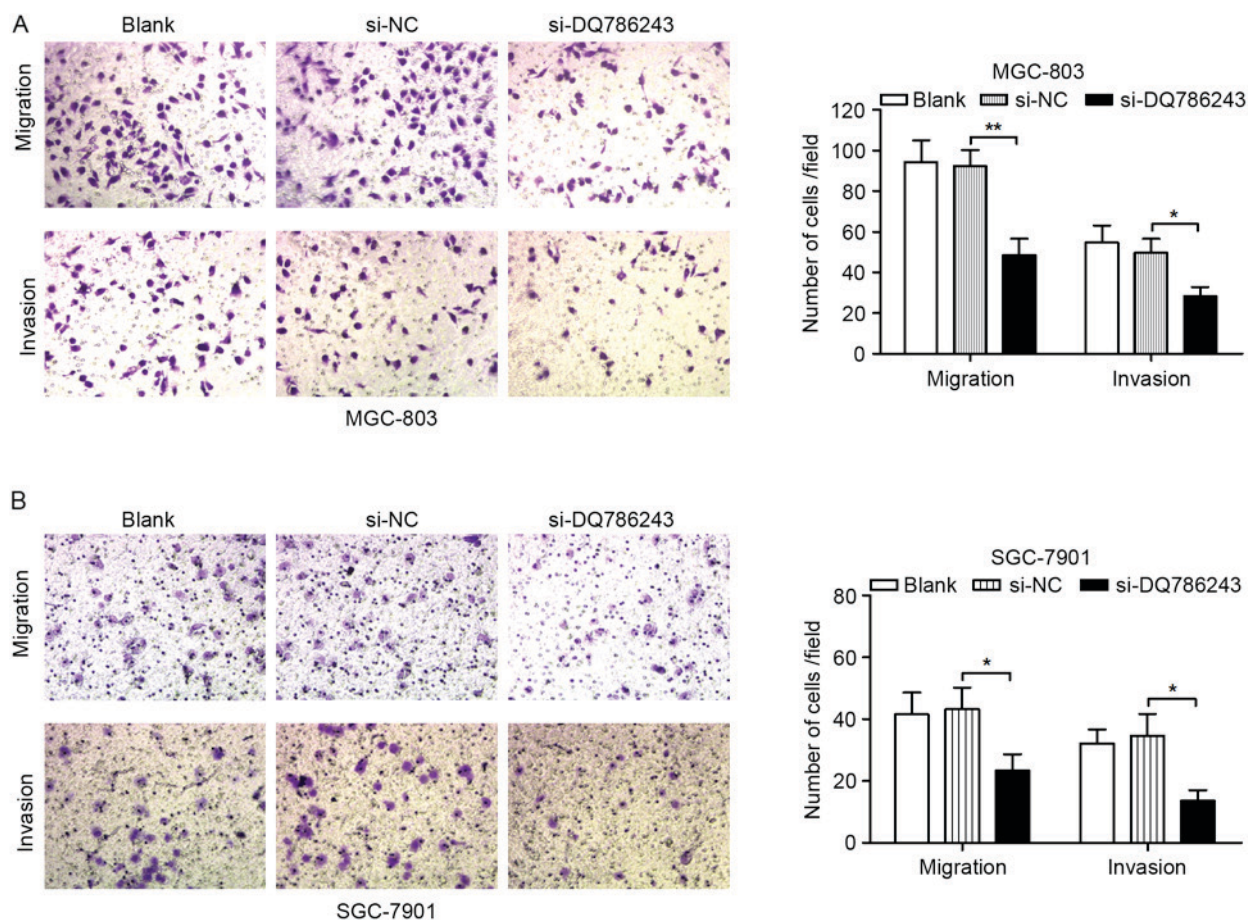 A
Blank si-NC si-DQ786243
Migration
Invasion
MGC-803
MGC-803
Blank si-NC si-DQ786243
Number of cells /field
120
100
80
60
40
20
0
**
*
Migration Invasion
B
Blank si-NC si-DQ786243
Migration
Invasion
SGC-7901
SGC-7901
Blank si-NC si-DQ786243
Number of cells /field
80
60
40
20
0
*
*
Migration Invasion